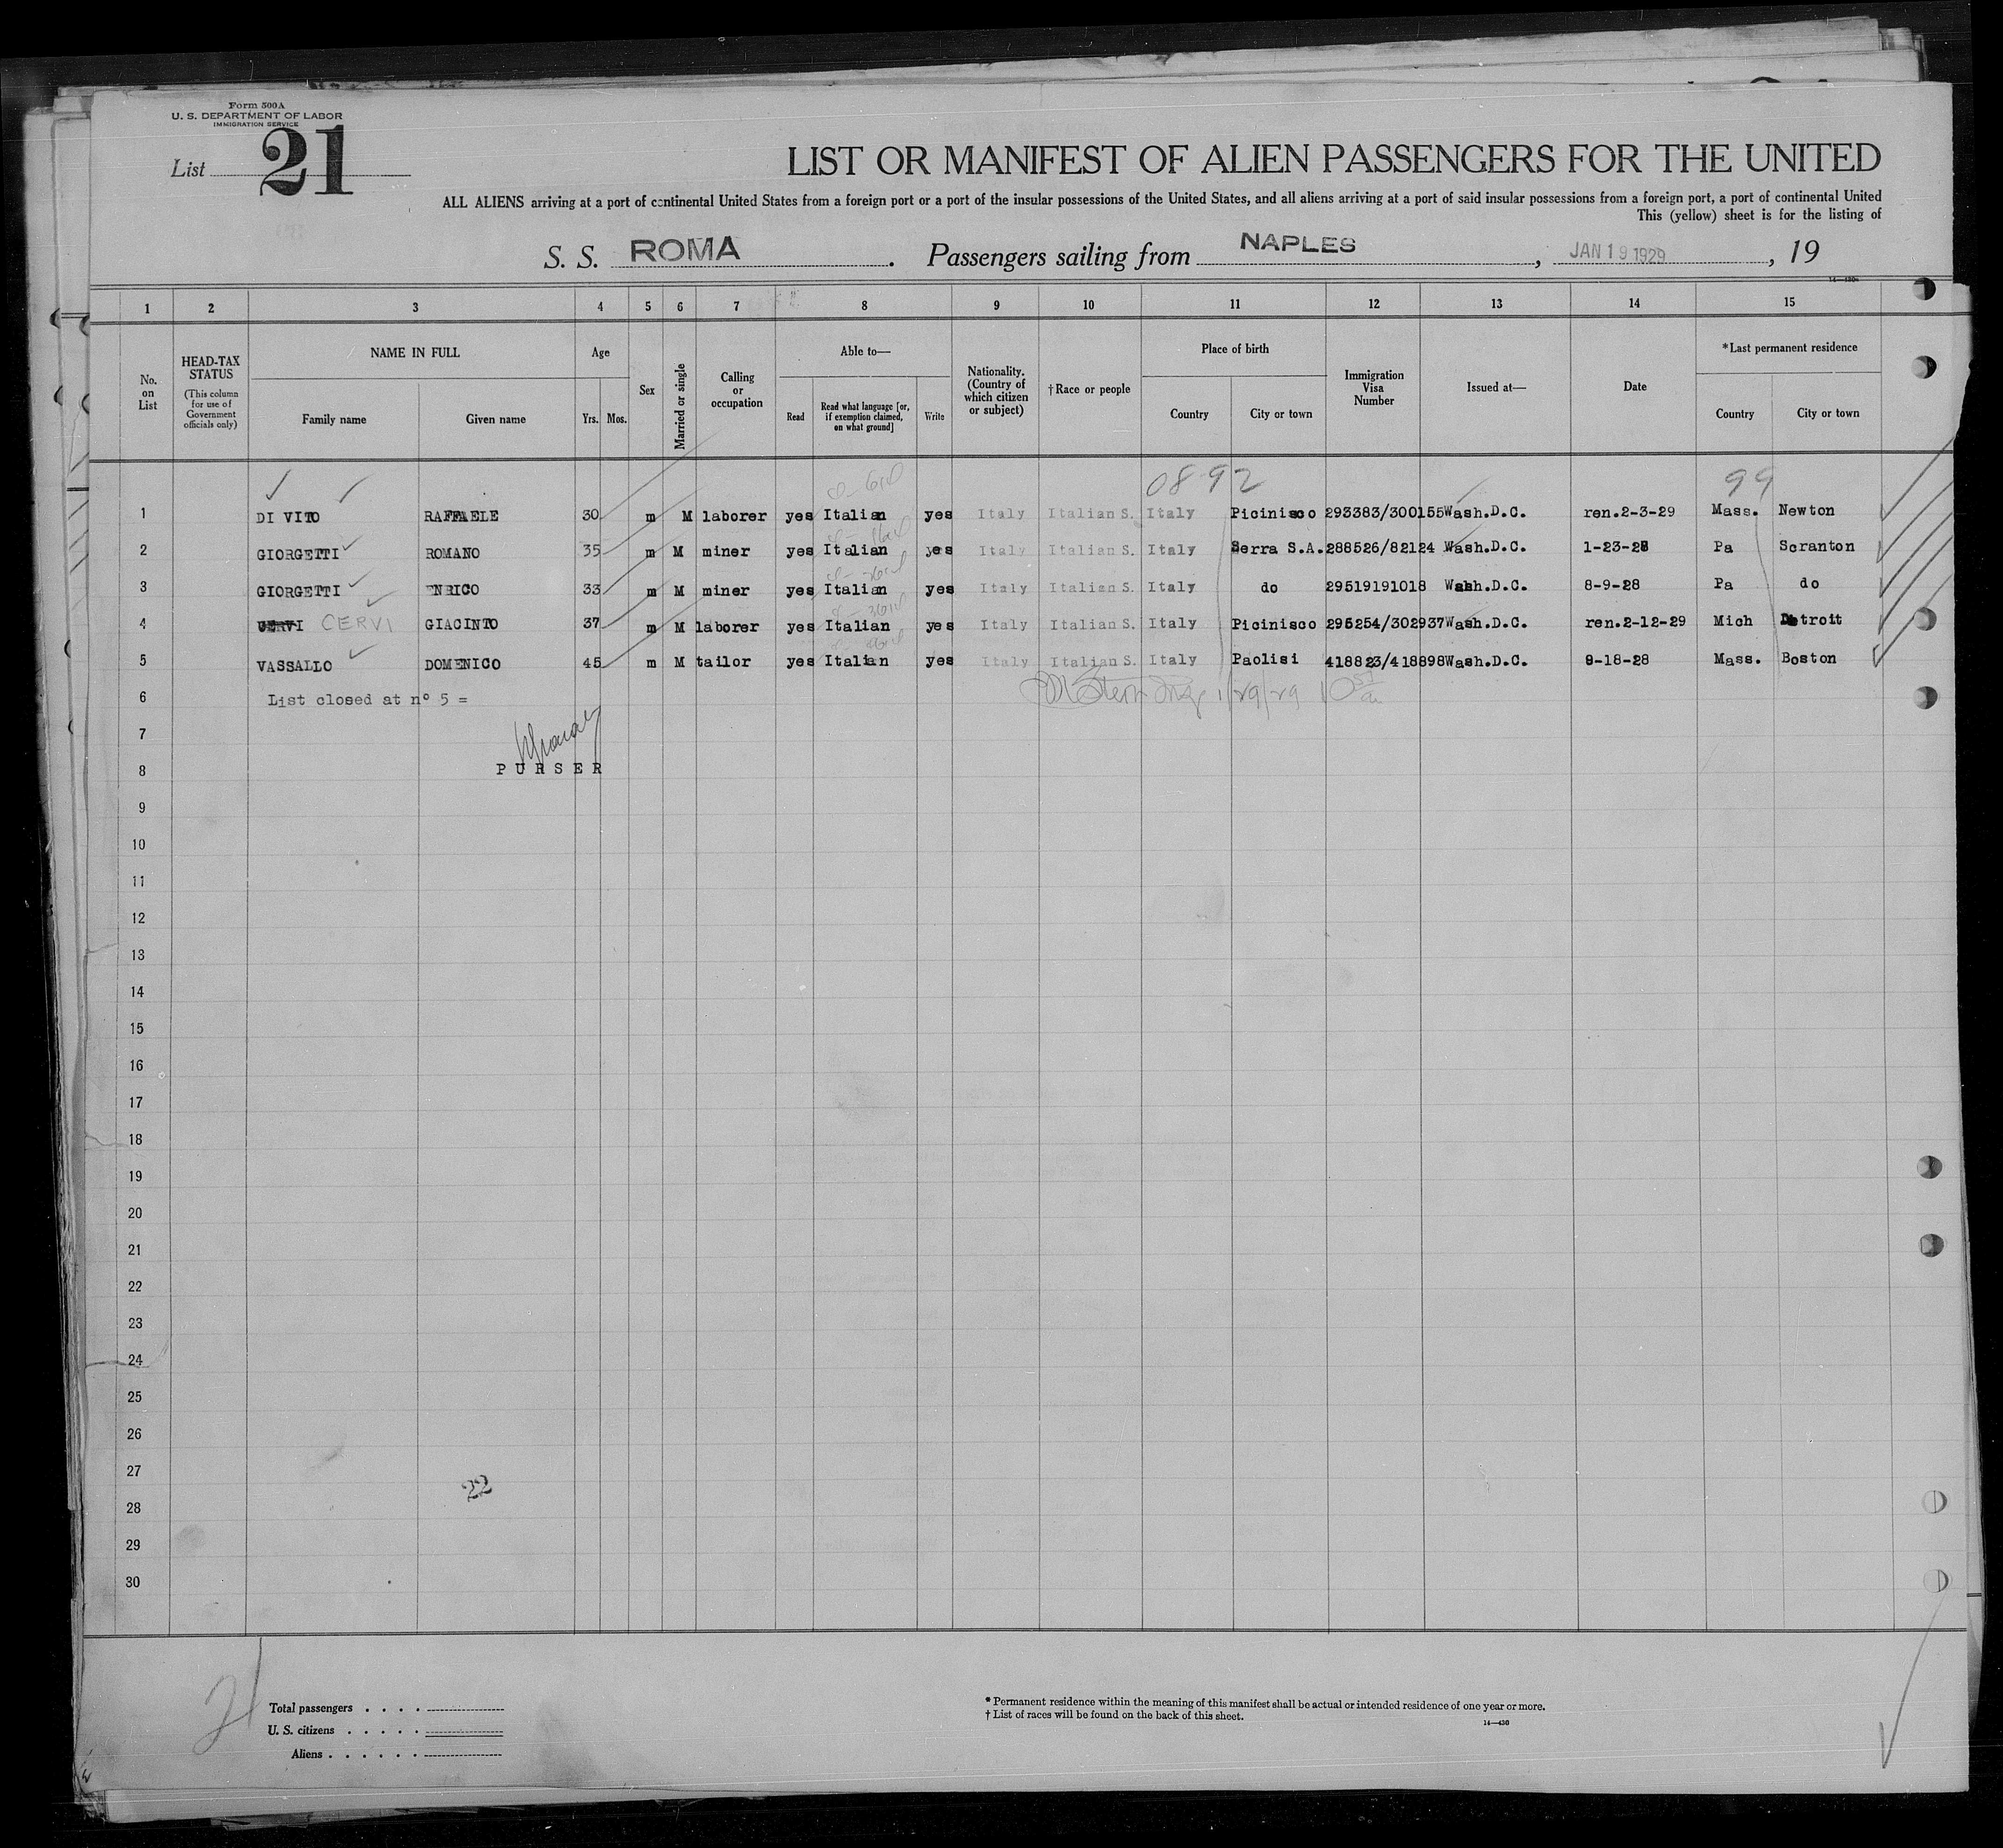 Form 500A
U. S. DEPARTMENT OF LABOR
IMMIGRATION SERVICE
List 21
LIST OR MANIFEST OF ALIEN PASSENGERS FOR THE UNITED
ALL ALIENS arriving at a port of continental United States from a foreign port or a port of the insular possessions of the United States, and all aliens arriving at a port of said insular possessions from a foreign port, a port of continental United
This (yellow) sheet is for the listing of
S. S. ROMA. Passengers sailing from NAPLES, JAN 19 1929, 19
1 2 3 4 5 6 7 8 9 10 11 12 13 14 15
No. on List
HEAD-TAX STATUS (This column for use of Government officials only)
NAME IN FULL
Family name Given name
Age
Yrs. Mos.
Sex
Married or single
Calling or occupation
Able to—
Read
Read what language [or, if exemption claimed, on what ground]
Write
Nationality. (Country of which citizen or subject)
†Race or people
Place of birth
Country City or town
Immigration Visa Number
Issued at—
Date
*Last permanent residence
Country City or town
0892 99
1 DI VITO RAFFAELE 30 m M laborer yes Italian yes Italy Italian S. Italy Picinisco 293383/300155 Wash.D.C. ren.2-3-29 Mass. Newton
2 GIORGETTI ROMANO 35 m M miner yes Italian yes Italy Italian S. Italy Serra S.A. 288526/82124 Wash.D.C. 1-23-28 Pa Scranton
3 GIORGETTI ENRICO 33 m M miner yes Italian yes Italy Italian S. Italy do 29519191018 Wash.D.C. 8-9-28 Pa do
4 CERVI GIACINTO 37 m M laborer yes Italian yes Italy Italian S. Italy Picinisco 295254/302937 Wash.D.C. ren.2-12-29 Mich Detroit
5 VASSALLO DOMENICO 45 m M tailor yes Italian yes Italy Italian S. Italy Paolisi 418823/418898 Wash.D.C. 9-18-28 Mass. Boston
6 List closed at nº 5 =
1/29/29
7
8 PURSER
9
10
11
12
13
14
15
16
17
18
19
20
21
22
23
24
25
26
27
22
28
29
30
21
Total passengers
U. S. citizens
Aliens
* Permanent residence within the meaning of this manifest shall be actual or intended residence of one year or more.
† List of races will be found on the back of this sheet.
14—430